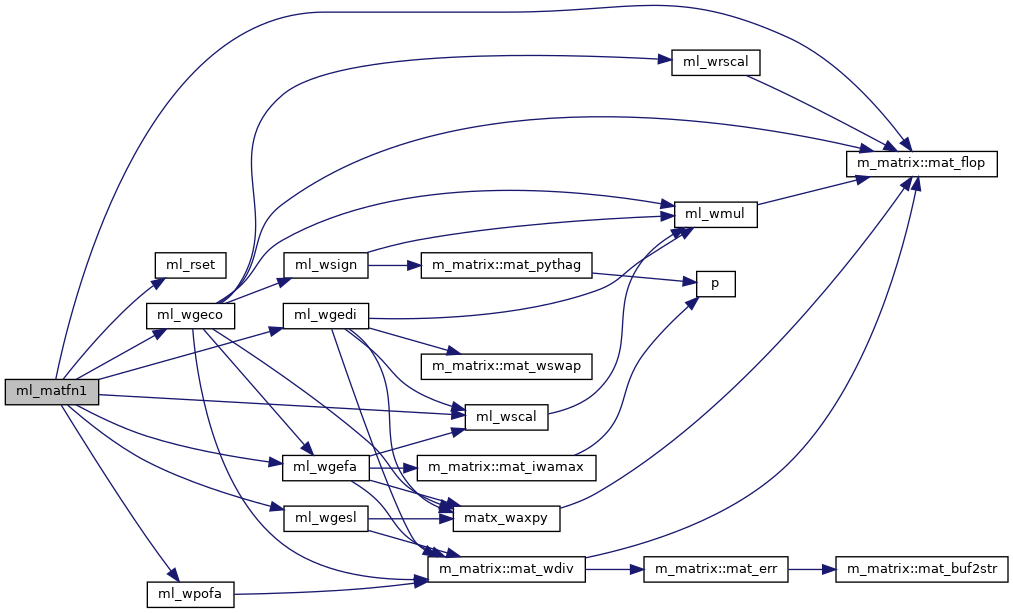 ml_matfn1
ml_rset
ml_wgeco
ml_wsign
ml_wgedi
ml_wgefa
ml_wgesl
ml_wpofa
m_matrix::mat_pythag
m_matrix::mat_wswap
ml_wscal
m_matrix::mat_iwamax
matx_waxpy
m_matrix::mat_wdiv
ml_wrscal
ml_wmul
p
m_matrix::mat_err
m_matrix::mat_flop
m_matrix::mat_buf2str